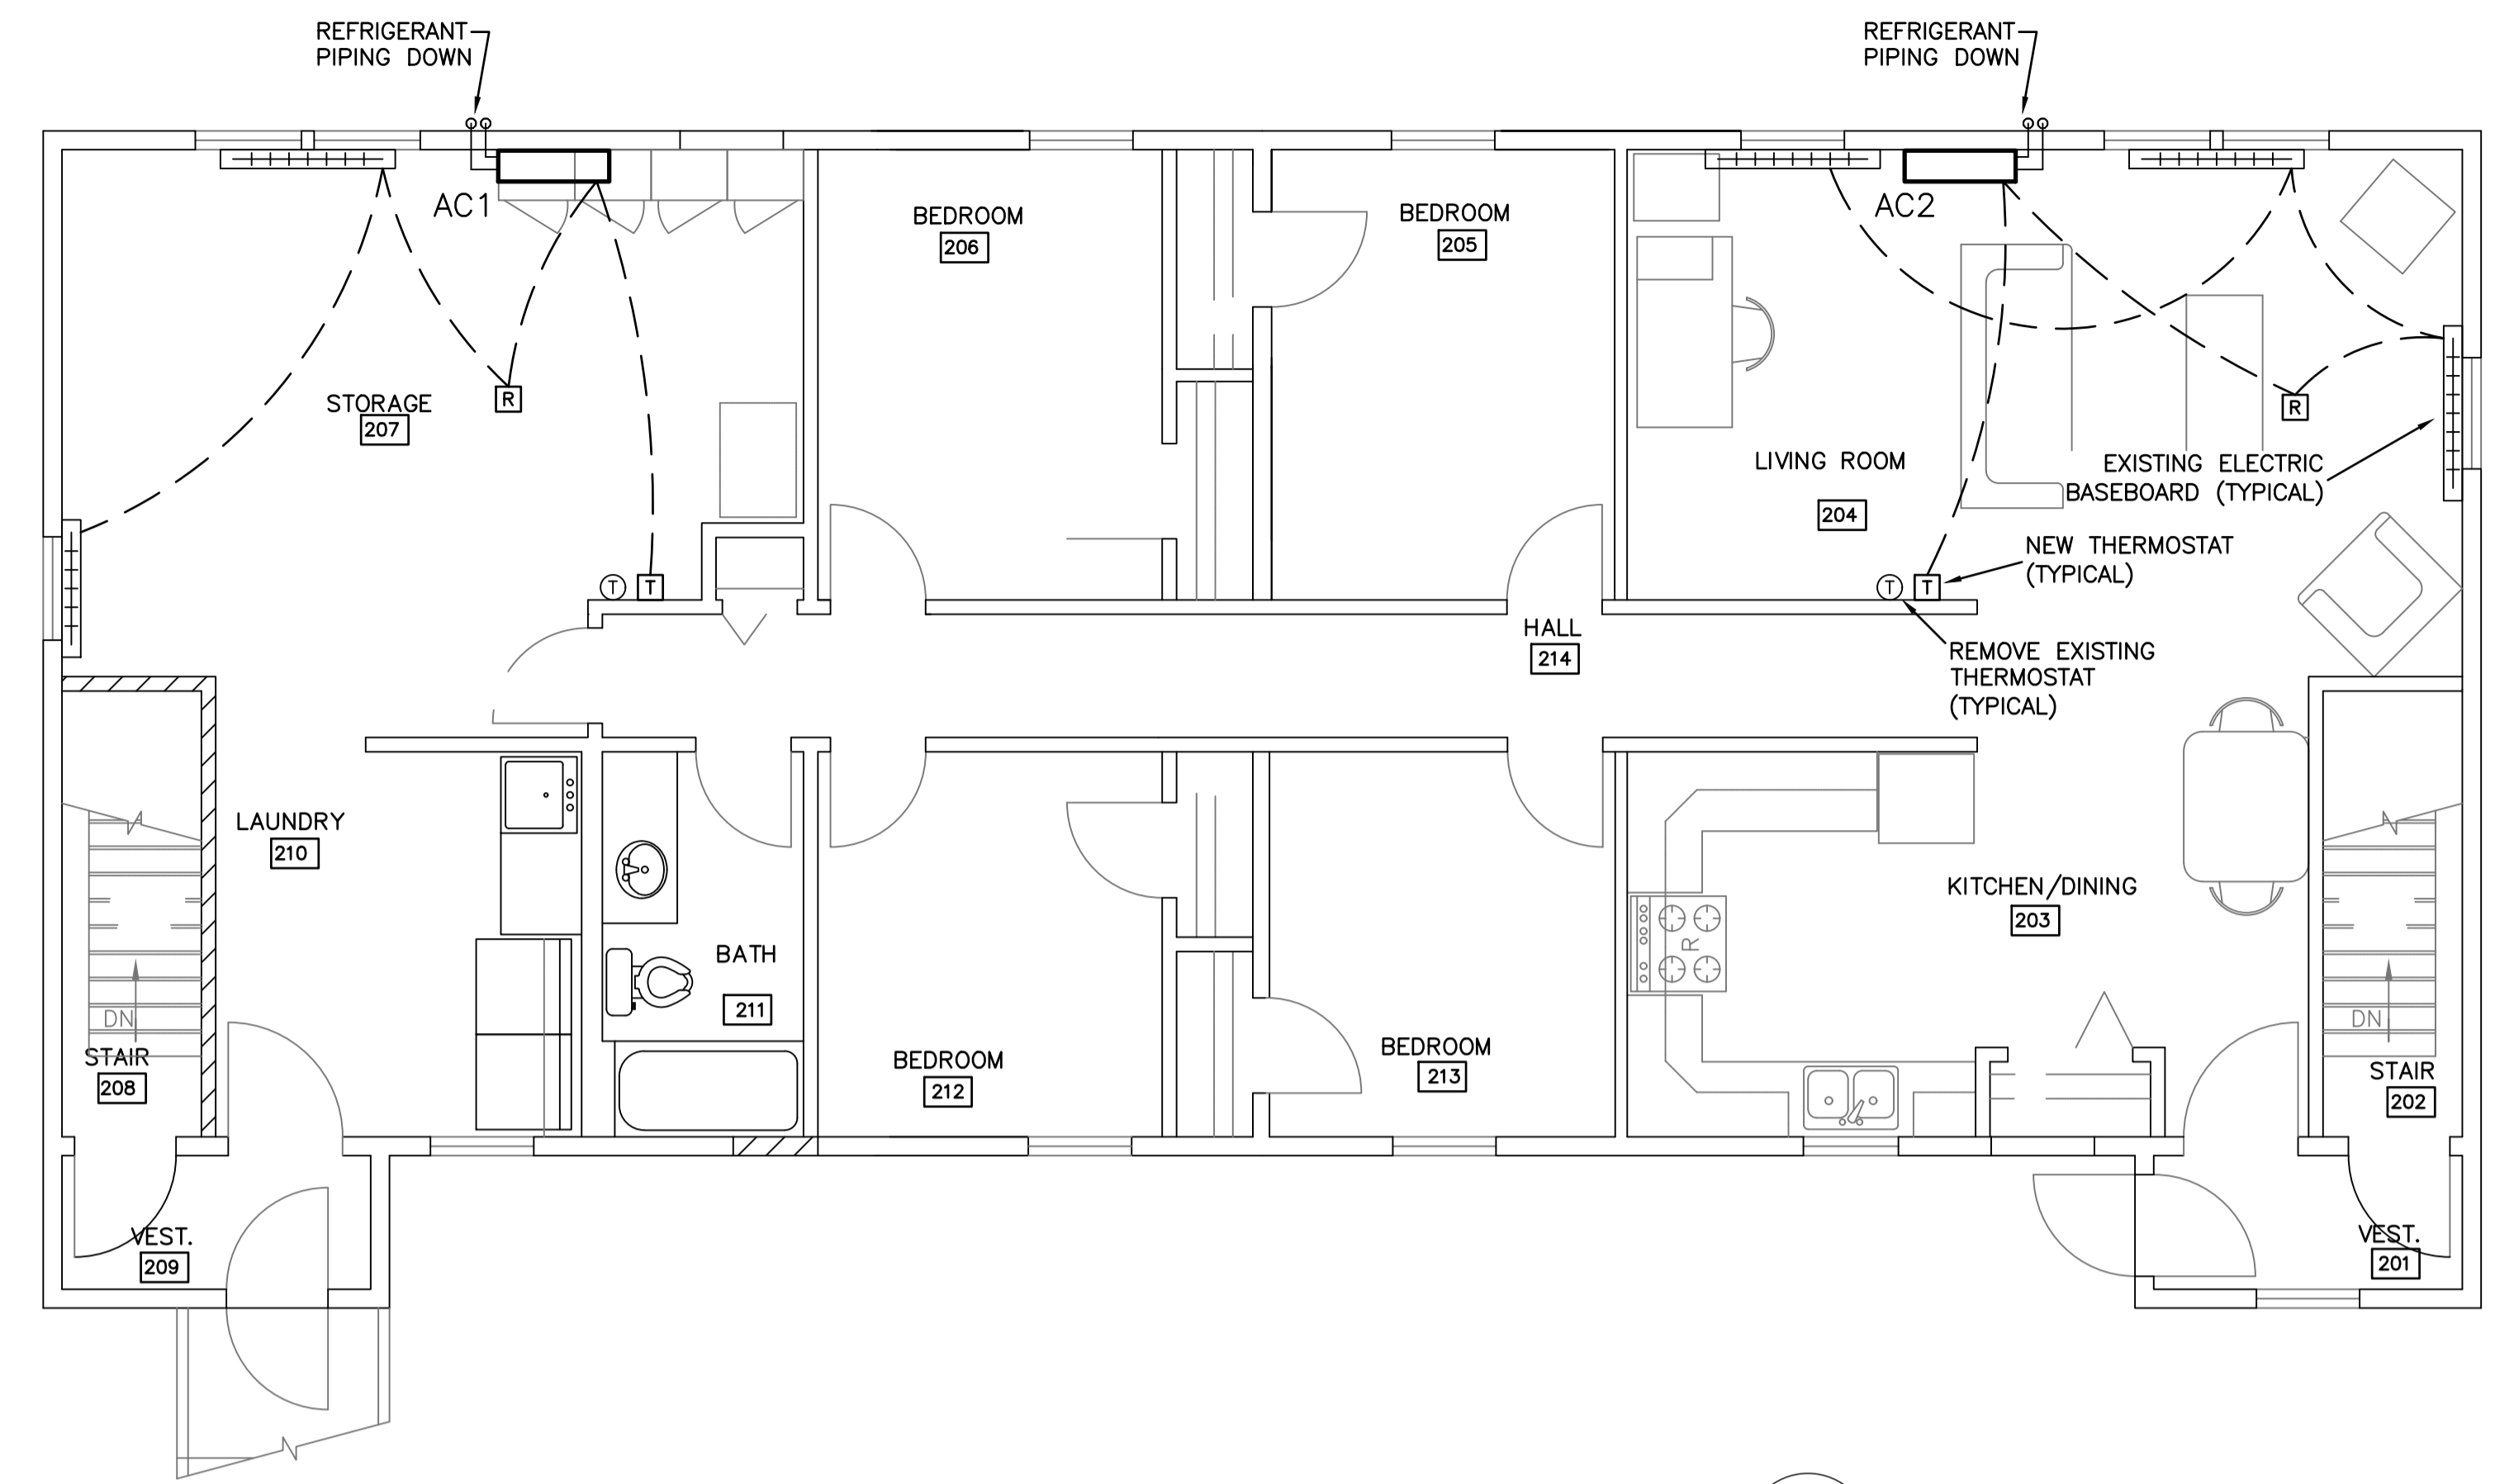 REFRIGERANT
PIPING DOWN
REFRIGERANT
PIPING DOWN
AC1
AC2
BEDROOM
206
BEDROOM
205
STORAGE
207
R
R
LIVING ROOM
204
EXISTING ELECTRIC
BASEBOARD (TYPICAL)
NEW THERMOSTAT
(TYPICAL)
T
T
T
T
HALL
214
REMOVE EXISTING
THERMOSTAT
(TYPICAL)
LAUNDRY
210
KITCHEN/DINING
203
R
BATH
211
DN
STAIR
208
BEDROOM
212
BEDROOM
213
DN
STAIR
202
VEST.
209
VEST.
201